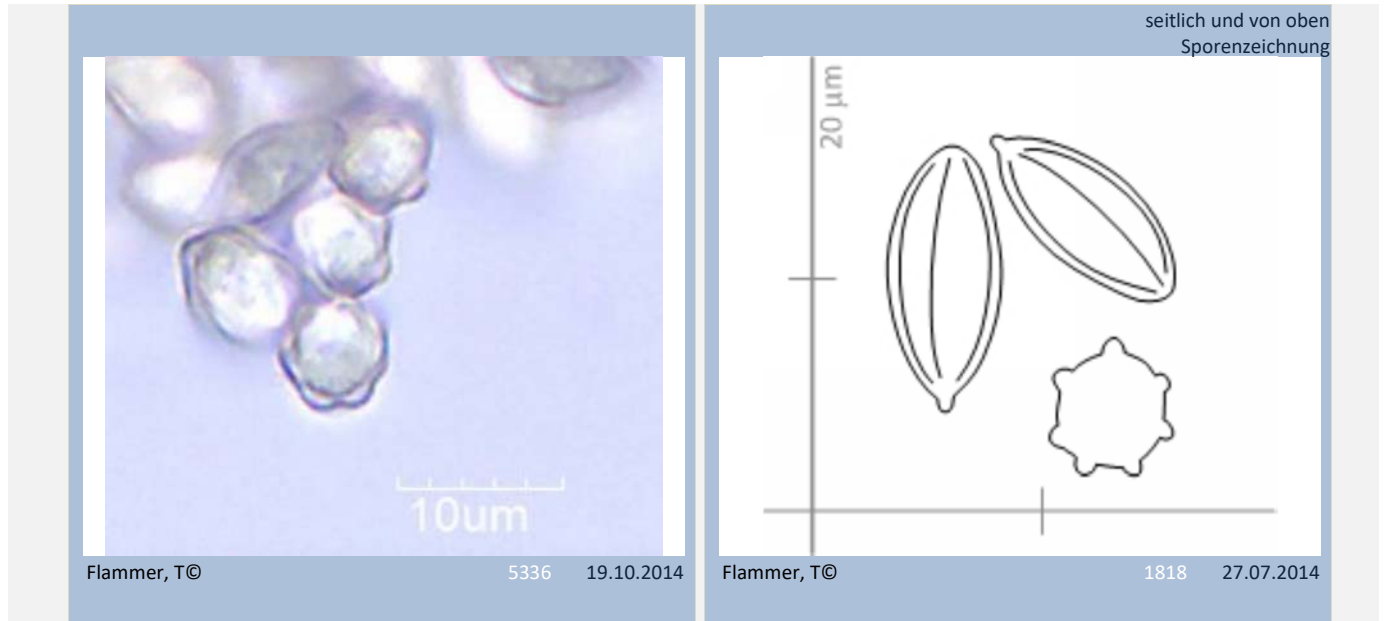 seitlich und von oben
Sporenzeichnung
10um
20 µm
Flammer, T© 5336 19.10.2014
Flammer, T© 1818 27.07.2014